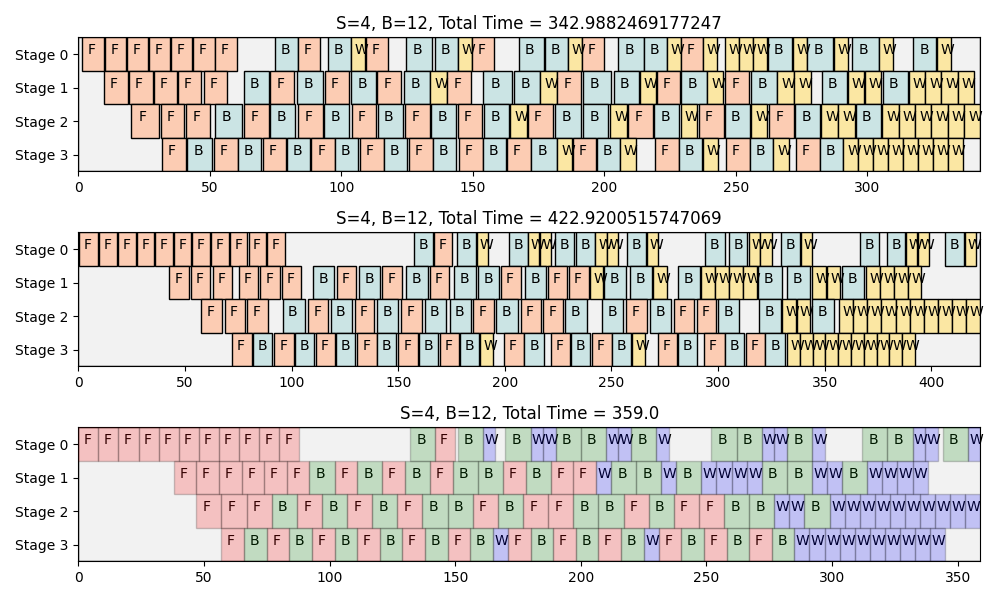 S=4, B=12, Total Time = 342.9882469177247
Stage 0 F F F F F F F B F B W F B B W F B B W F B B W F W W W W B W B W B W B W
Stage 1 F F F F F B F B F B F B W F B B W F B B W F B W F B W W B W W B W W W W
Stage 2 F F F B F B F B F B F B F B W F B B W F B W F B W F B W W B W W W W W W
Stage 3 F B F B F B F B F B F B F B F B W F B W F B W F B W F B W W W W W W W W
0 50 100 150 200 250 300
S=4, B=12, Total Time = 422.9200515747069
Stage 0 F F F F F F F F F F F B F B W B W W B B W W B W B B W W B W B B W W B W
Stage 1 F F F F F F B F B F B F B B F B F F W B B W B W W W W B B W W B W W W W
Stage 2 F F F B F B F B F B B F B F F B B F B F F B B W W B W W W W W W W W W W
Stage 3 F B F B F B F B F B F B W F B F B F B W F B F B F B W W W W W W W W W W
0 50 100 150 200 250 300 350 400
S=4, B=12, Total Time = 359.0
Stage 0 F F F F F F F F F F F B F B W B W W B B W W B W B B W W B W B B W W B W
Stage 1 F F F F F F B F B F B F B B F B F F W B B W B W W W W B B W W B W W W W
Stage 2 F F F B F B F B F B B F B F F B B F B F F B B W W B W W W W W W W W W W
Stage 3 F B F B F B F B F B F B W F B F B F B W F B F B F B W W W W W W W W W W
0 50 100 150 200 250 300 350